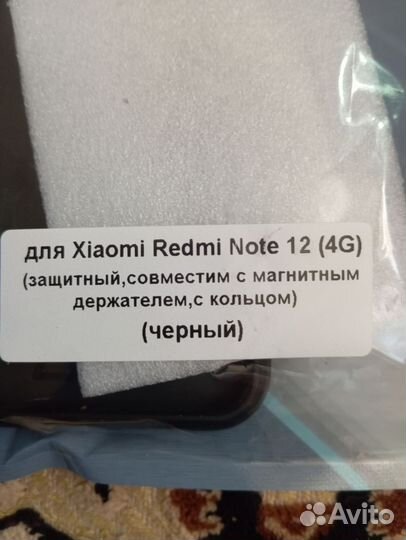 для Xiaomi Redmi Note 12 (4G)
(защитный,совместим с магнитным
держателем,с кольцом)
(черный)
Avito